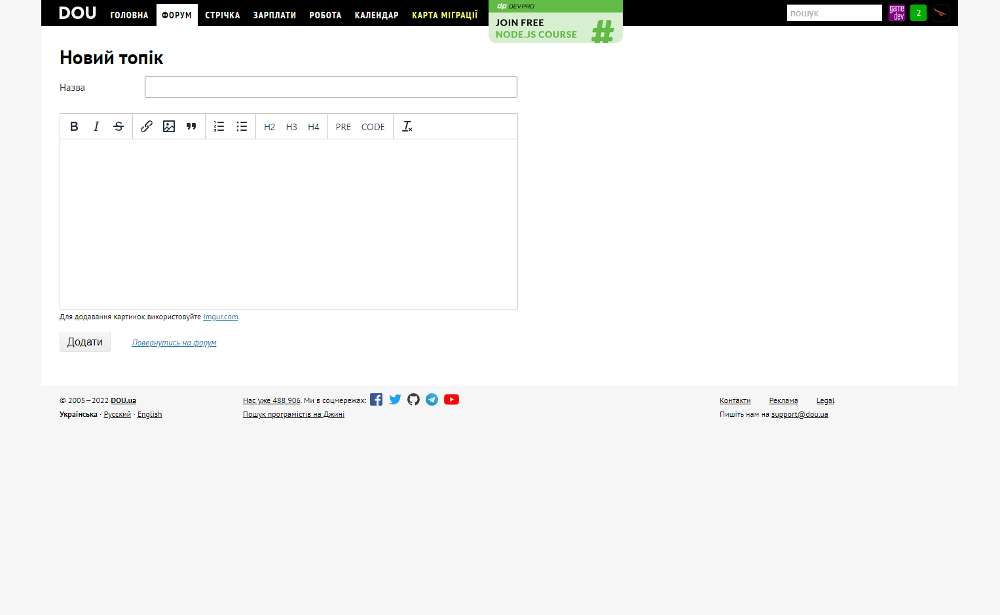 DOU ГОЛОВНА ФОРУМ СТРІЧКА ЗАРПЛАТИ РОБОТА КАЛЕНДАР КАРТА МІГРАЦІЇ
dp DEV.PRO
JOIN FREE
NODE.JS COURSE
#
пошук
game
dev
2
Новий топік
Назва
B I S H2 H3 H4 PRE CODE
Для додавання картинок використовуйте imgur.com.
Додати Повернутись на форум
© 2005—2022 DOU.ua
Українська · Русский · English
Нас уже 488 906. Ми в соцмережах:
Пошук програмістів на Джині
Контакти Реклама Legal
Пишіть нам на support@dou.ua